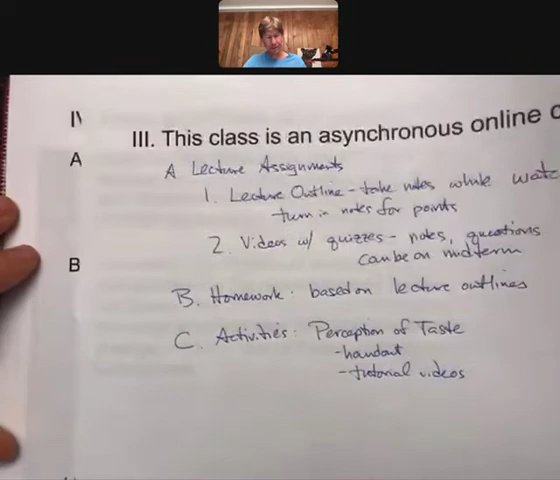 IV
III. This class is an asynchronous online
A
A Lecture Assignments
1. Lecture Outline - take notes while watc
turn in notes for points
2. Videos w/ quizzes - notes, questions
can be on midterm
B
B. Homework: based on lecture outlines
C. Activities: Perception of Taste
-handout
-tutorial videos